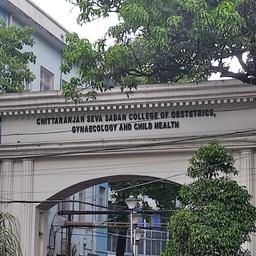 CHITTARANJAN SEVA SADAN COLLEGE OF OBSTETRICS,
GYNAECOLOGY AND CHILD HEALTH